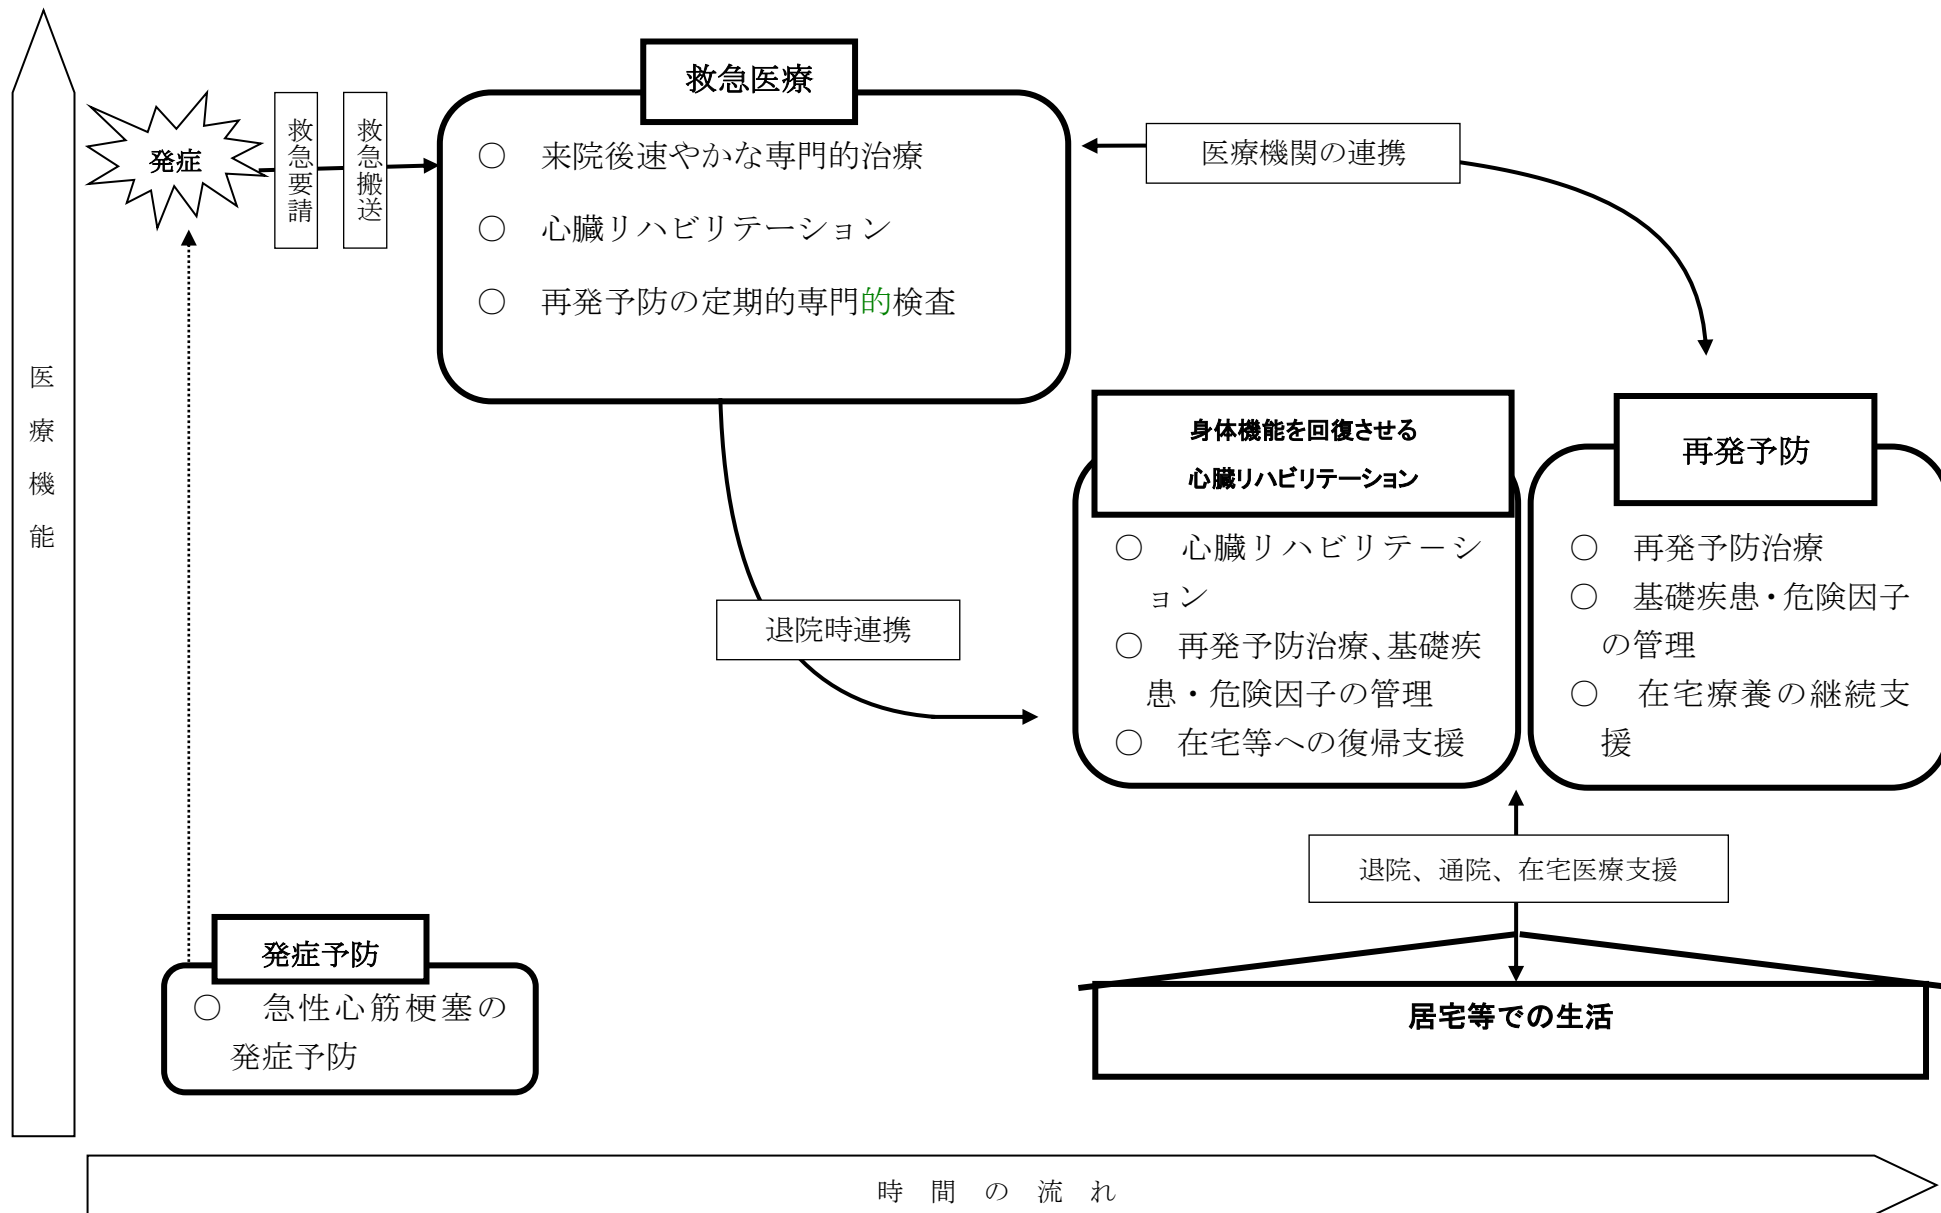 救急医療
発症
救急要請
救急搬送
○ 来院後速やかな専門的治療
○ 心臓リハビリテーション
○ 再発予防の定期的専門的検査
医療機関の連携
医療機能
退院時連携
身体機能を回復させる
心臓リハビリテーション
○ 心臓リハビリテーシ
ョン
○ 再発予防治療、基礎疾
患・危険因子の管理
○ 在宅等への復帰支援
再発予防
○ 再発予防治療
○ 基礎疾患・危険因子
の管理
○ 在宅療養の継続支
援
退院、通院、在宅医療支援
発症予防
○ 急性心筋梗塞の
発症予防
居宅等での生活
時間の流れ